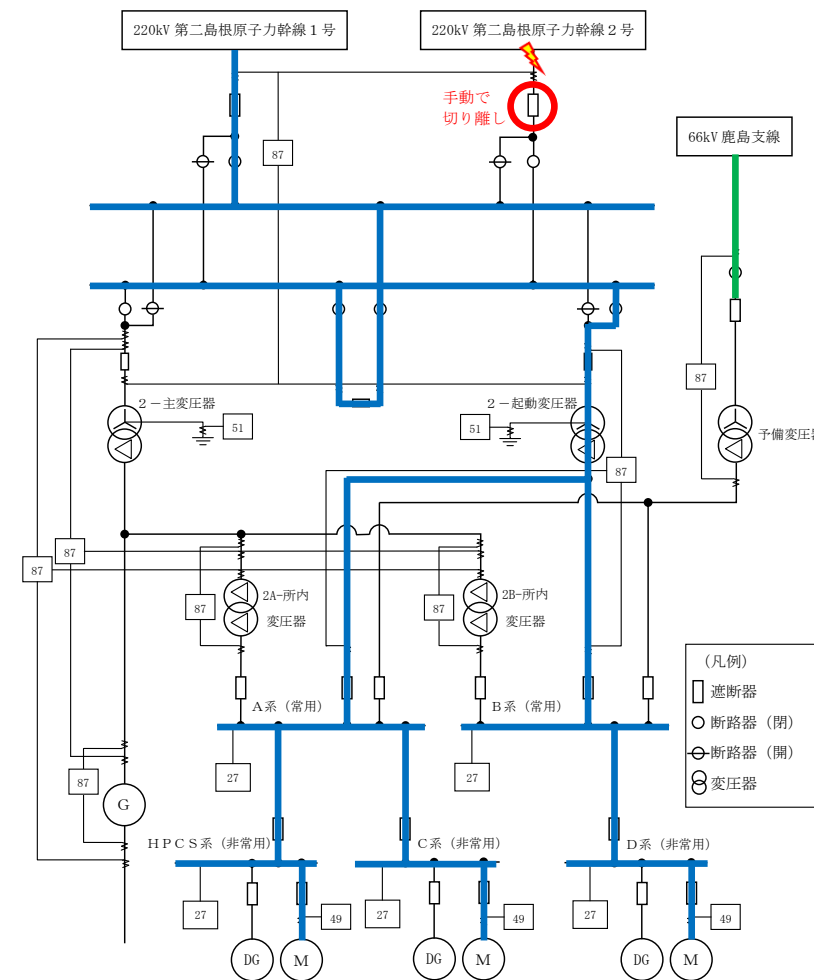 220kV 第二島根原子力幹線１号
220kV 第二島根原子力幹線２号
手動で
切り離し
66kV 鹿島支線
87
２－主変圧器
51
２－起動変圧器
51
87
予備変圧器
87
87
87
87
2A-所内
変圧器
87
2B-所内
変圧器
(凡例)
遮断器
断路器（閉）
断路器（開）
変圧器
Ａ系（常用）
Ｂ系（常用）
27
27
87
G
ＨＰＣＳ系（非常用）
Ｃ系（非常用）
Ｄ系（非常用）
27
49
27
49
27
49
DG
M
DG
M
DG
M